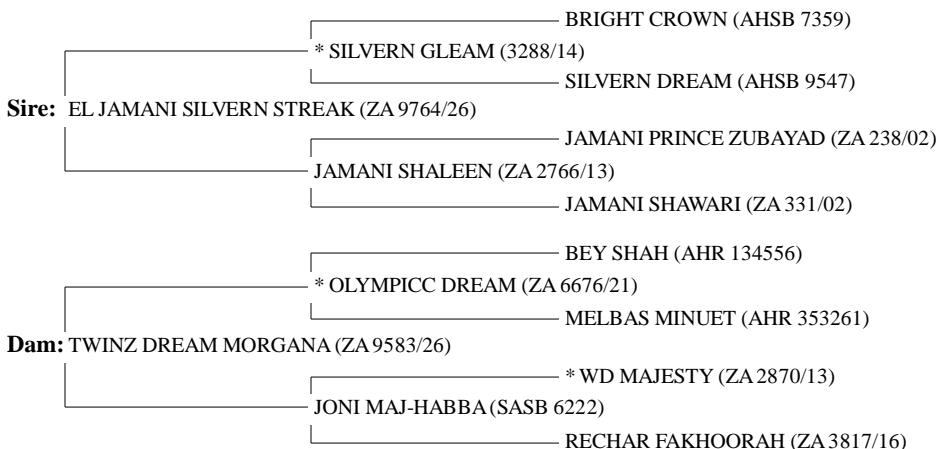 BRIGHT CROWN (AHSB 7359)
* SILVERN GLEAM (3288/14)
SILVERN DREAM (AHSB 9547)
Sire: EL JAMANI SILVERN STREAK (ZA 9764/26)
JAMANI PRINCE ZUBAYAD (ZA 238/02)
JAMANI SHALEEN (ZA 2766/13)
JAMANI SHAWARI (ZA 331/02)
BEY SHAH (AHR 134556)
* OLYMPICC DREAM (ZA 6676/21)
MELBAS MINUET (AHR 353261)
Dam: TWINZ DREAM MORGANA (ZA 9583/26)
* WD MAJESTY (ZA 2870/13)
JONI MAJ-HABBA (SASB 6222)
RECHAR FAKHOORAH (ZA 3817/16)